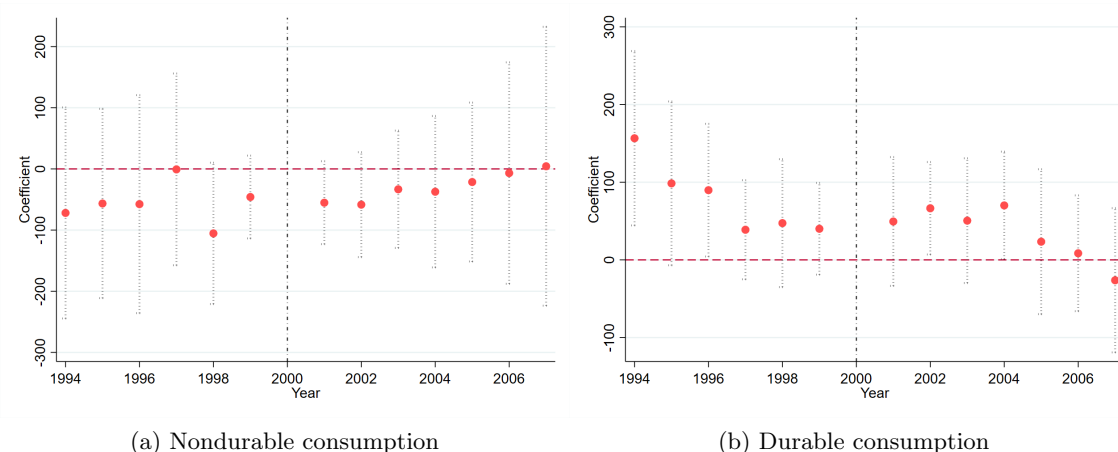 200
100
0
-100
-200
-300
Coefficient
1994 1996 1998 2000 2002 2004 2006
Year
(a) Nondurable consumption
300
200
100
0
-100
Coefficient
1994 1996 1998 2000 2002 2004 2006
Year
(b) Durable consumption